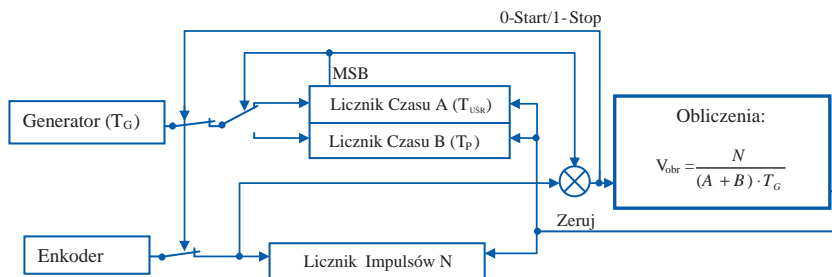 0-Start/1-Stop
MSB
Generator (T_G)
Licznik Czasu A (T_UŚR)
Licznik Czasu B (T_P)
Obliczenia:
V_obr = N / ((A + B) · T_G)
Zeruj
Enkoder
Licznik Impulsów N